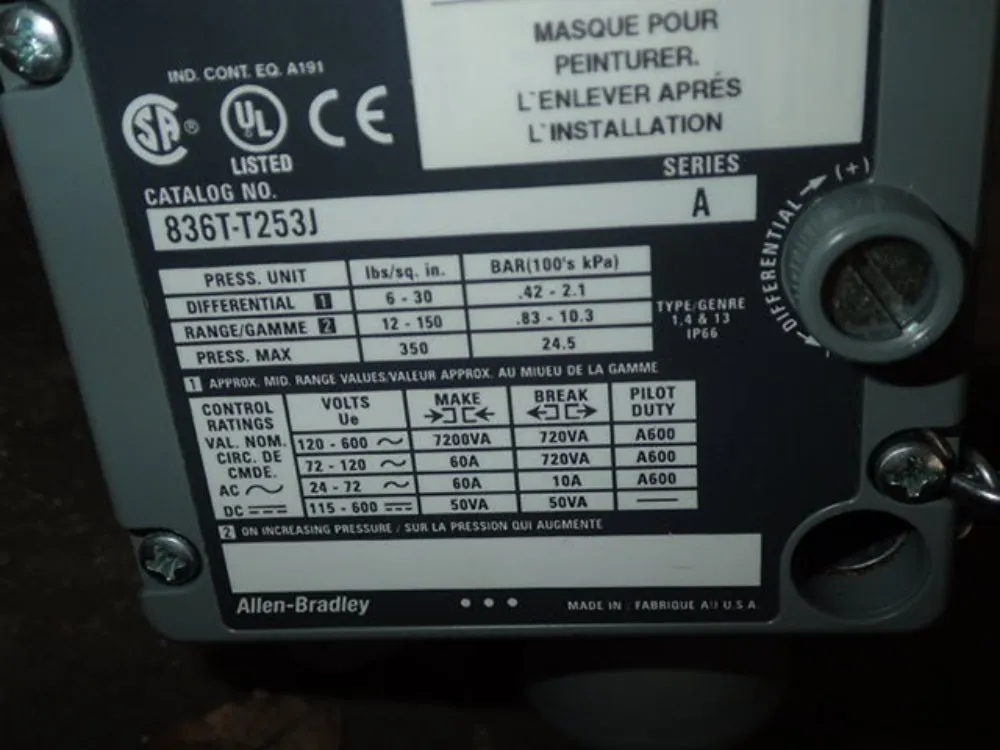 MASQUE POUR
PEINTURER.
L`ENLEVER APRÉS
L`INSTALLATION
IND. CONT. EQ. A191
SA ® UL CE
LISTED
SERIES
CATALOG NO.
836T-T253J A
PRESS. UNIT lbs/sq. in. BAR(100's kPa)
DIFFERENTIAL 1 6 - 30 .42 - 2.1
RANGE/GAMME 2 12 - 150 .83 - 10.3
PRESS. MAX 350 24.5
TYPE/GENRE
1,4 & 13
IP66
(+) DIFFERENTIAL -
1 APPROX. MID. RANGE VALUES/VALEUR APPROX. AU MIUEU DE LA GAMME
CONTROL RATINGS VAL. NOM. CIRC. DE CMDE. AC DC
VOLTS Ue MAKE BREAK PILOT DUTY
120 - 600 7200VA 720VA A600
72 - 120 60A 720VA A600
24 - 72 60A 10A A600
115 - 600 50VA 50VA —
2 ON INCREASING PRESSURE / SUR LA PRESSION QUI AUGMENTE
Allen-Bradley • • • MADE IN / FABRIQUE AU U.S.A.